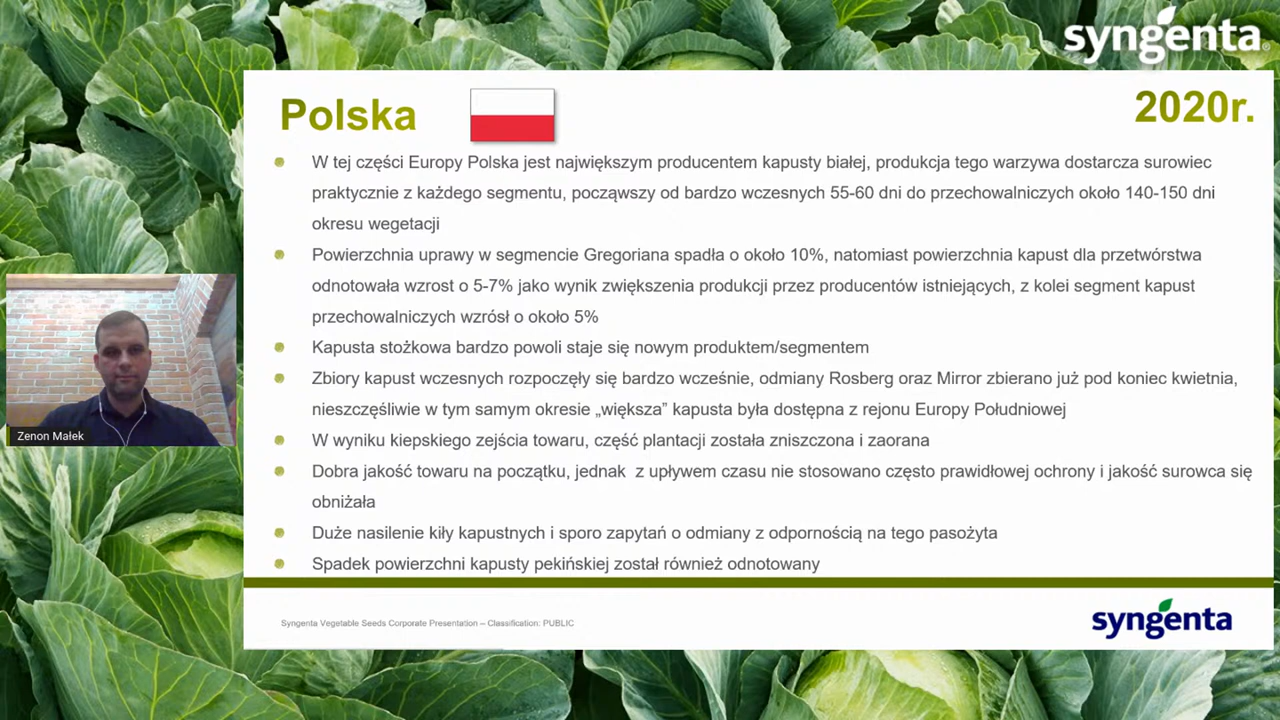 syngenta®
Polska
2020r.
W tej części Europy Polska jest największym producentem kapusty białej, produkcja tego warzywa dostarcza surowiec
praktycznie z każdego segmentu, począwszy od bardzo wczesnych 55-60 dni do przechowalniczych około 140-150 dni
okresu wegetacji
Powierzchnia uprawy w segmencie Gregoriana spadła o około 10%, natomiast powierzchnia kapust dla przetwórstwa
odnotowała wzrost o 5-7% jako wynik zwiększenia produkcji przez producentów istniejących, z kolei segment kapust
przechowalniczych wzrósł o około 5%
Kapusta stożkowa bardzo powoli staje się nowym produktem/segmentem
Zbiory kapust wczesnych rozpoczęły się bardzo wcześnie, odmiany Rosberg oraz Mirror zbierano już pod koniec kwietnia,
nieszczęśliwie w tym samym okresie „większa” kapusta była dostępna z rejonu Europy Południowej
W wyniku kiepskiego zejścia towaru, część plantacji została zniszczona i zaorana
Dobra jakość towaru na początku, jednak z upływem czasu nie stosowano często prawidłowej ochrony i jakość surowca się
obniżała
Duże nasilenie kiły kapustnych i sporo zapytań o odmiany z odpornością na tego pasożyta
Spadek powierzchni kapusty pekińskiej został również odnotowany
Zenon Małek
Syngenta Vegetable Seeds Corporate Presentation – Classification: PUBLIC
syngenta